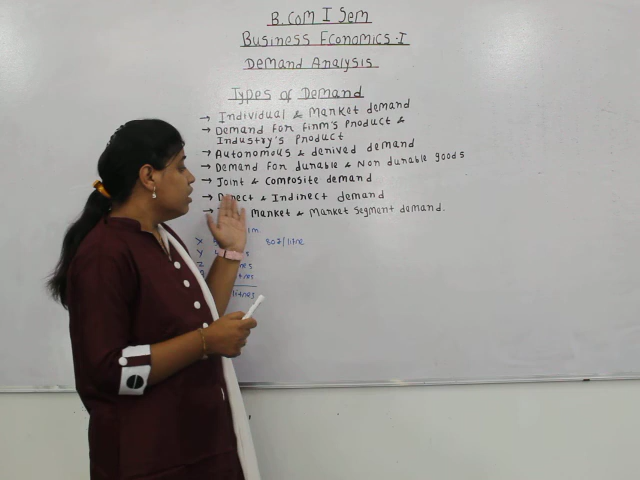 B. COM I SEM
BUSINESS ECONOMICS-I
DEMAND ANALYSIS
TYPES OF DEMAND
→ INDIVIDUAL & MARKET DEMAND
→ DEMAND FOR FIRM'S PRODUCT &
INDUSTRY'S PRODUCT
→ AUTONOMOUS & DERIVED DEMAND
→ DEMAND FOR DURABLE & NON DURABLE GOODS
→ JOINT & COMPOSITE DEMAND
→ DIRECT & INDIRECT DEMAND
→ MARKET & MARKET SEGMENT DEMAND.
X
Y
Z
litres